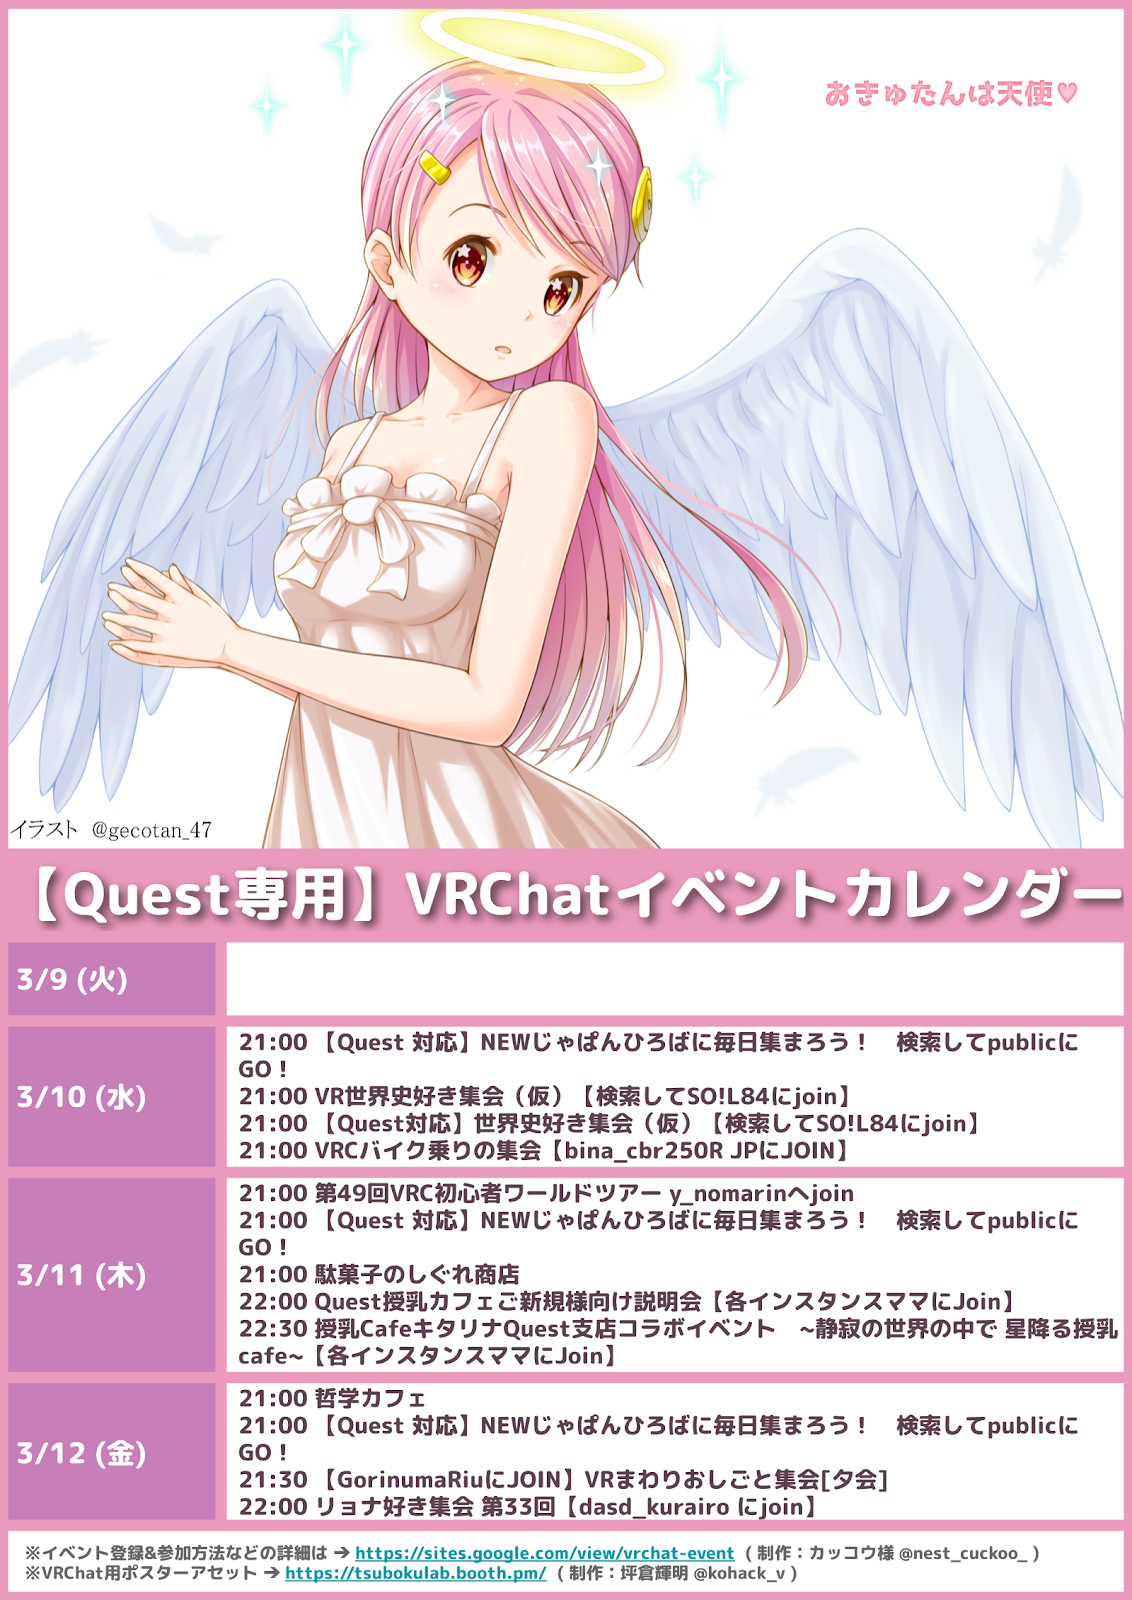 おきゅたんは天使♥
イラスト @gecotan_47
【Quest専用】VRChatイベントカレンダー
3/9 (火)
3/10 (水)
21:00 【Quest 対応】NEWじゃぱんひろばに毎日集まろう！　検索してpublicに
GO！
21:00 VR世界史好き集会（仮）【検索してSO!L84にjoin】
21:00 【Quest対応】世界史好き集会（仮）【検索してSO!L84にjoin】
21:00 VRCバイク乗りの集会【bina_cbr250R JPにJOIN】
3/11 (木)
21:00 第49回VRC初心者ワールドツアー y_nomarinへjoin
21:00 【Quest 対応】NEWじゃぱんひろばに毎日集まろう！　検索してpublicに
GO！
21:00 駄菓子のしぐれ商店
22:00 Quest授乳カフェご新規様向け説明会【各インスタンスママにJoin】
22:30 授乳CafeキタリナQuest支店コラボイベント　~静寂の世界の中で 星降る授乳
cafe~【各インスタンスママにJoin】
3/12 (金)
21:00 哲学カフェ
21:00 【Quest 対応】NEWじゃぱんひろばに毎日集まろう！　検索してpublicに
GO！
21:30 【GorinumaRiuにJOIN】VRまわりおしごと集会[夕会]
22:00 リョナ好き集会 第33回【dasd_kurairo にjoin】
※イベント登録&参加方法などの詳細は → https://sites.google.com/view/vrchat-event （制作：カッコウ様 @nest_cuckoo_ ）
※VRChat用ポスターアセット → https://tsubokulab.booth.pm/ （制作：坪倉輝明 @kohack_v ）